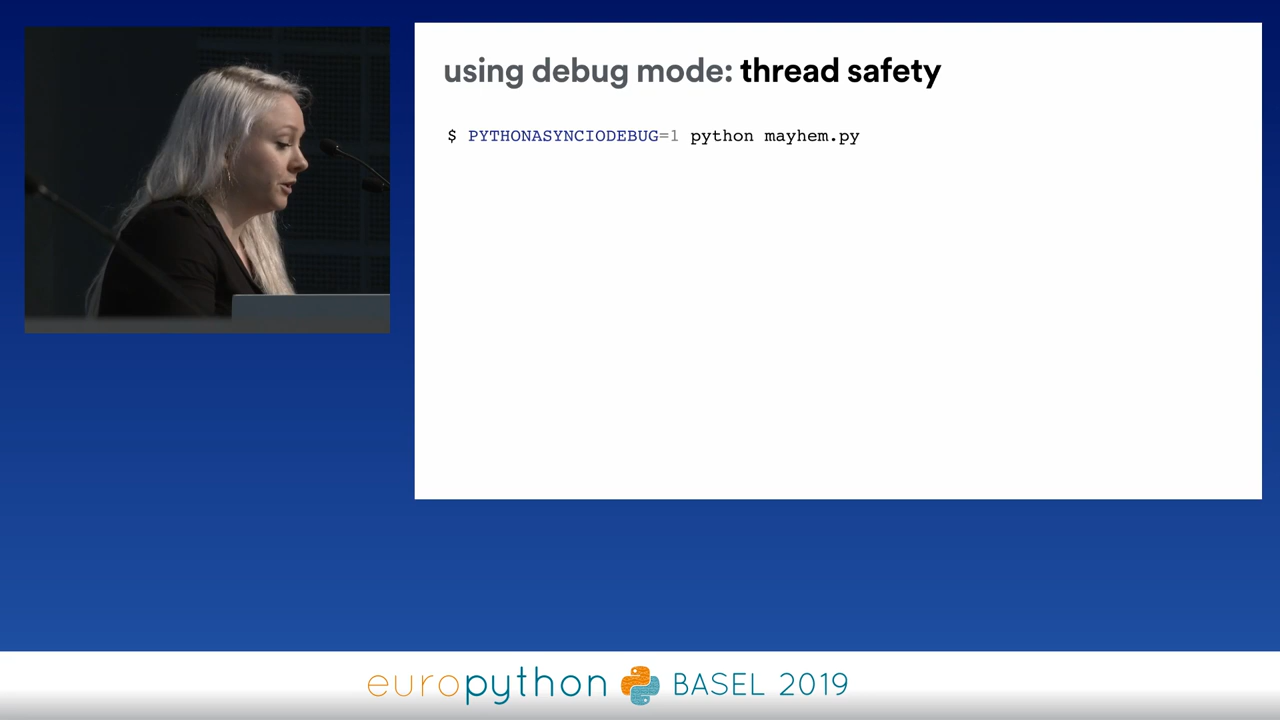 using debug mode: thread safety
$ PYTHONASYNCIODEBUG=1 python mayhem.py
europython BASEL 2019